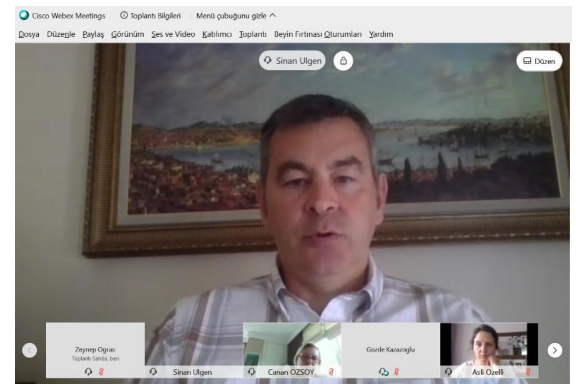 Cisco Webex Meetings Toplantı Bilgileri Menü çubuğunu gizle
Dosya Düzenle Paylaş Görünüm Ses ve Video Katılımcı Toplantı Beyin Fırtınası Oturumları Yardım
Sinan Ulgen
Düzen
Zeynep Ogras
Toplantı Sahibi, ben
Sinan Ulgen
Canan OZSOY
Gozde Kazazoglu
Asli Ozelli